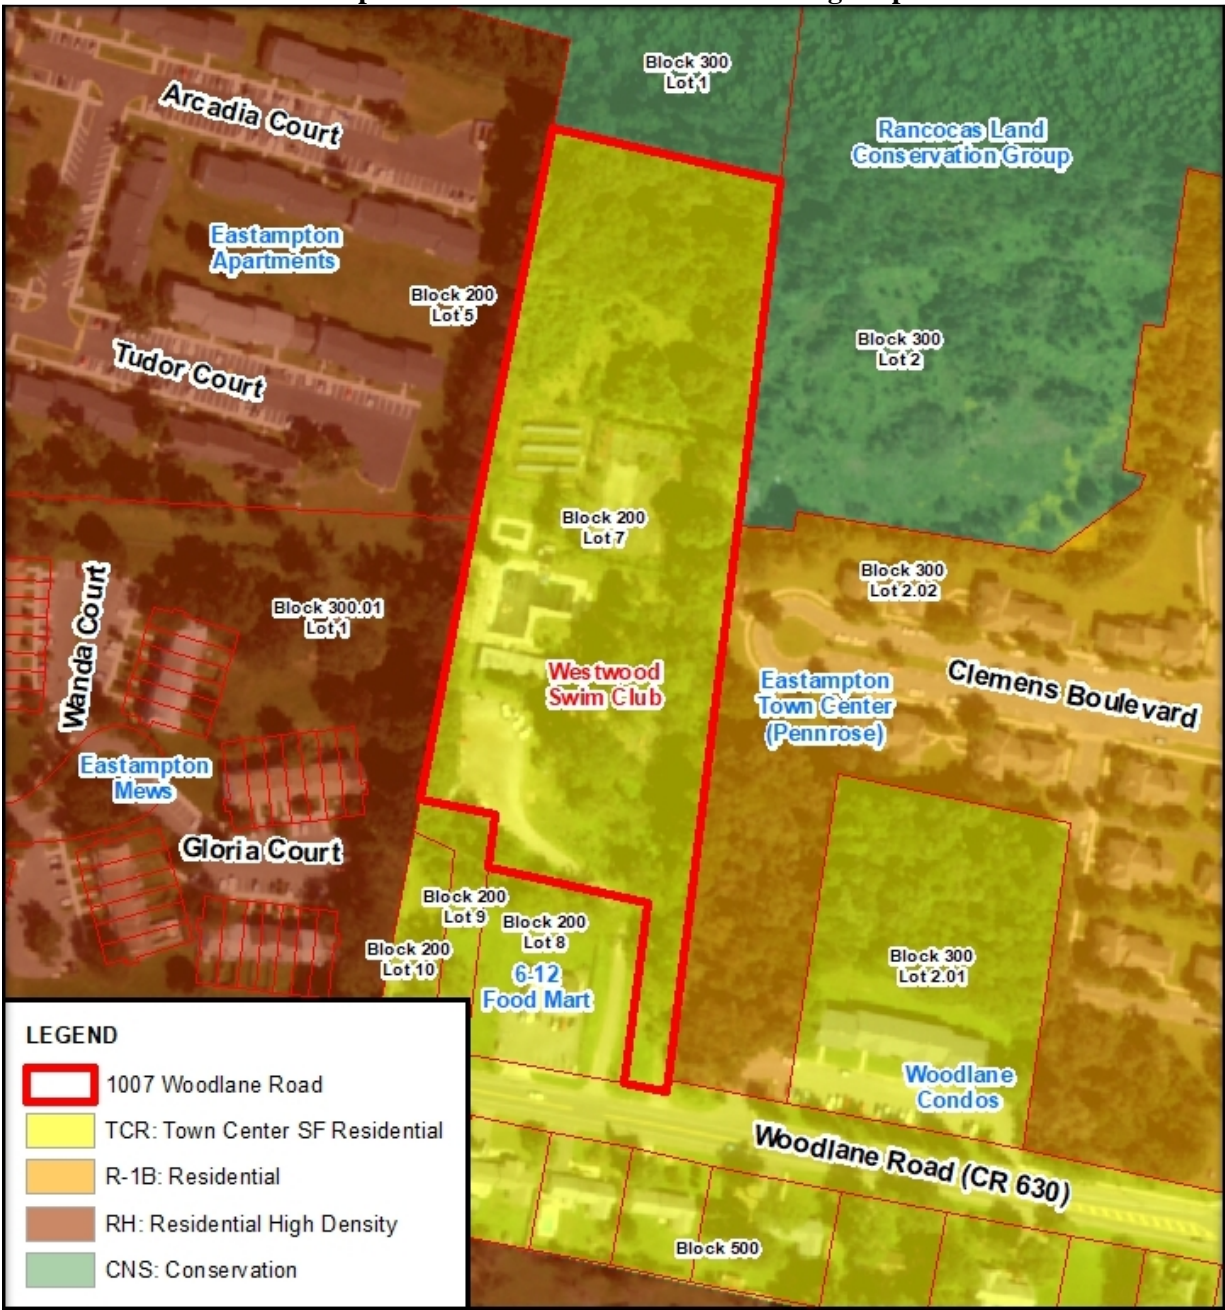 Block 300
Lot 1
Arcadia Court
Rancocas Land
Conservation Group
Eastampton
Apartments
Block 200
Lot 5
Block 300
Lot 2
Tudor Court
Block 200
Lot 7
Block 300
Lot 2.02
Wanda Court
Block 300.01
Lot 1
Westwood
Swim Club
Clemens Boulevard
Eastampton
Town Center
(Pennrose)
Eastampton
Mews
Gloria Court
Block 200
Lot 9
Block 200
Lot 8
Block 200
Lot 10
Block 300
Lot 2.01
6-12
Food Mart
Woodlane
Condos
Woodlane Road (CR 630)
Block 500
LEGEND
1007 Woodlane Road
TCR: Town Center SF Residential
R-1B: Residential
RH: Residential High Density
CNS: Conservation